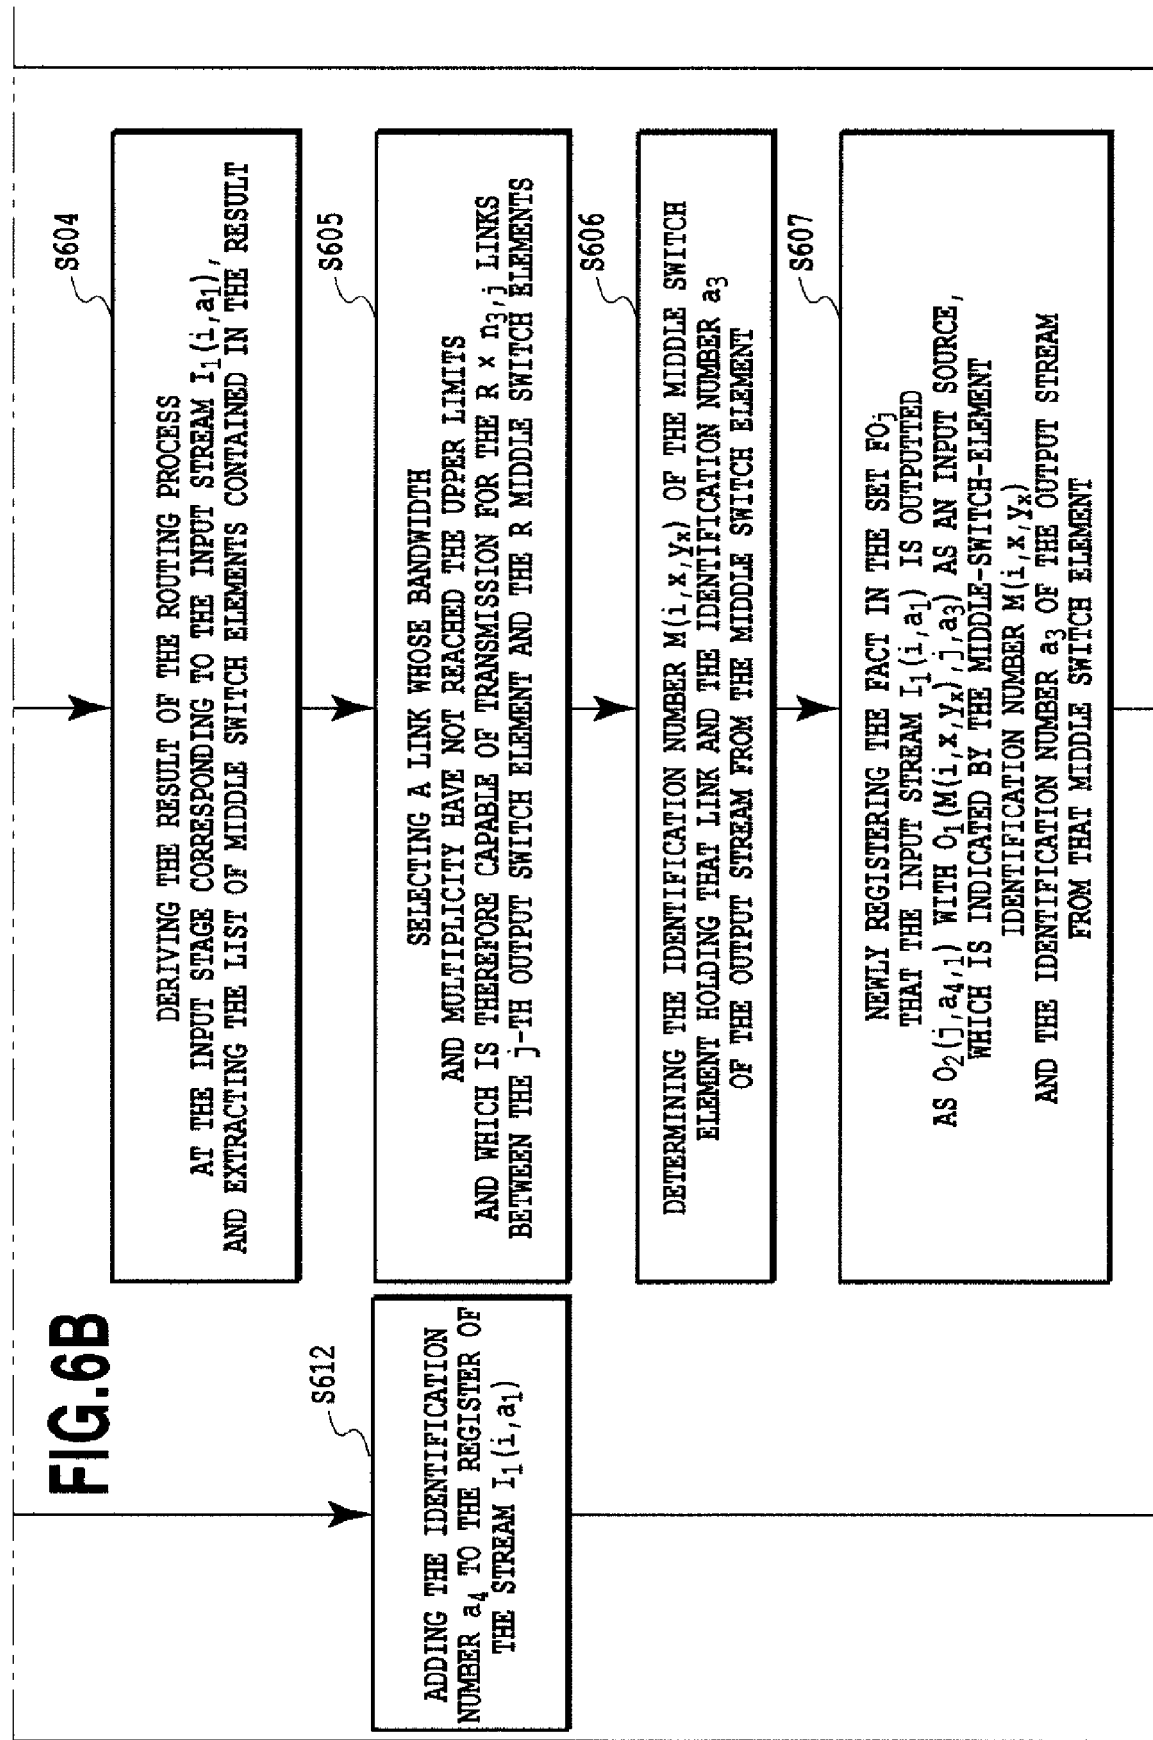 FIG.6B
S604
DERIVING THE RESULT OF THE ROUTING PROCESS
AT THE INPUT STAGE CORRESPONDING TO THE INPUT STREAM I1(i,a1),
AND EXTRACTING THE LIST OF MIDDLE SWITCH ELEMENTS CONTAINED IN THE RESULT
S605
SELECTING A LINK WHOSE BANDWIDTH
AND MULTIPLICITY HAVE NOT REACHED THE UPPER LIMITS
AND WHICH IS THEREFORE CAPABLE OF TRANSMISSION FOR THE R × n3,j LINKS
BETWEEN THE j-TH OUTPUT SWITCH ELEMENT AND THE R MIDDLE SWITCH ELEMENTS
S606
DETERMINING THE IDENTIFICATION NUMBER M(i,x,yx) OF THE MIDDLE SWITCH
ELEMENT HOLDING THAT LINK AND THE IDENTIFICATION NUMBER a3
OF THE OUTPUT STREAM FROM THE MIDDLE SWITCH ELEMENT
S607
NEWLY REGISTERING THE FACT IN THE SET FOj
THAT THE INPUT STREAM I1(i,a1) IS OUTPUTTED
AS O2(j,a4,1) WITH O1(M(i,x,yx),j,a3) AS AN INPUT SOURCE,
WHICH IS INDICATED BY THE MIDDLE-SWITCH-ELEMENT
IDENTIFICATION NUMBER M(i,x,yx)
AND THE IDENTIFICATION NUMBER a3 OF THE OUTPUT STREAM
FROM THAT MIDDLE SWITCH ELEMENT
S612
ADDING THE IDENTIFICATION
NUMBER a4 TO THE REGISTER OF
THE STREAM I1(i,a1)